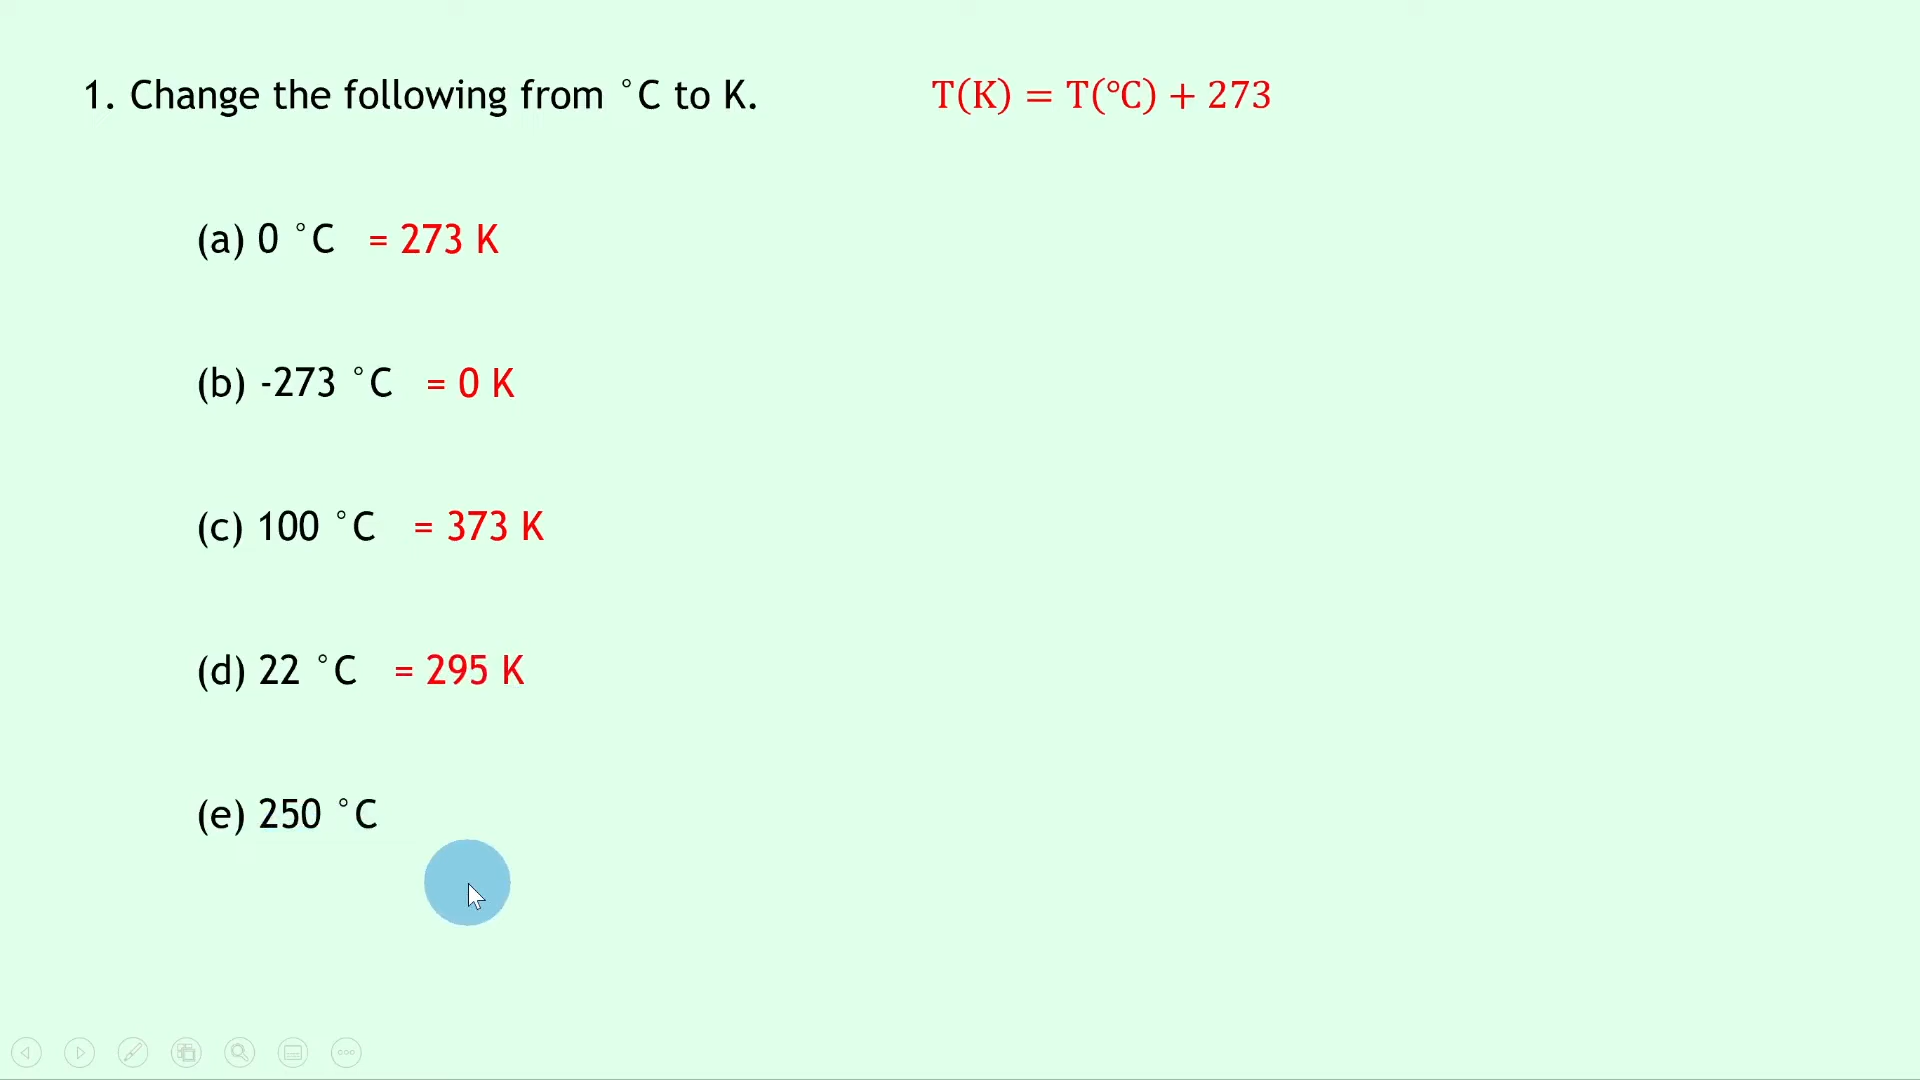 1. Change the following from °C to K.
T(K) = T(°C) + 273
(a) 0 °C = 273 K
(b) -273 °C = 0 K
(c) 100 °C = 373 K
(d) 22 °C = 295 K
(e) 250 °C